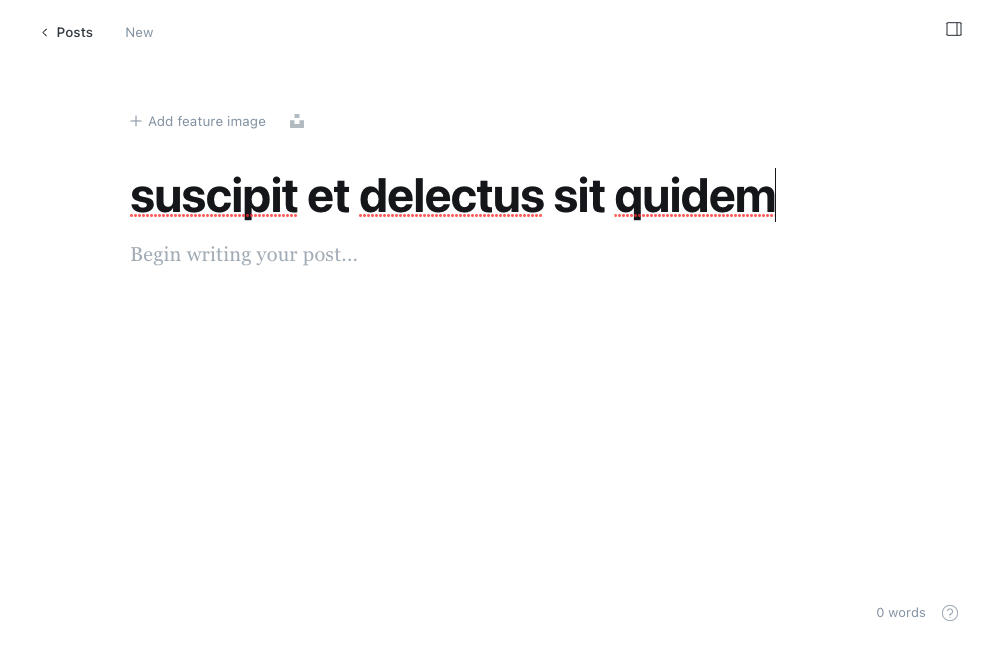 Posts
New
Add feature image
suscipit et delectus sit quidem
Begin writing your post...
0 words
?